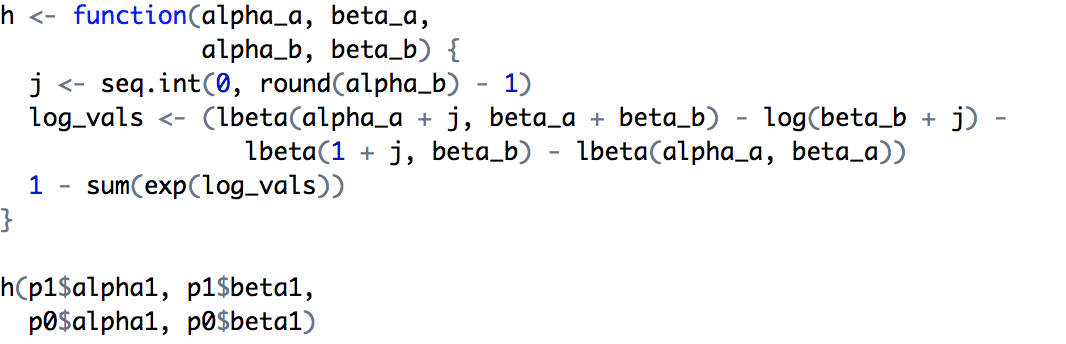 h <- function(alpha_a, beta_a,
              alpha_b, beta_b) {
  j <- seq.int(0, round(alpha_b) - 1)
  log_vals <- (lbeta(alpha_a + j, beta_a + beta_b) - log(beta_b + j) -
                 lbeta(1 + j, beta_b) - lbeta(alpha_a, beta_a))
  1 - sum(exp(log_vals))
}

h(p1$alpha1, p1$beta1,
  p0$alpha1, p0$beta1)